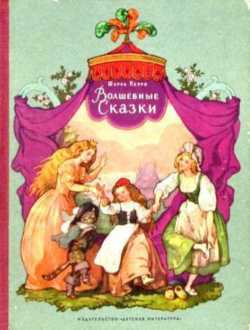 Шарль Перро
Волшебные
Сказки
Издательство «Детская литература»